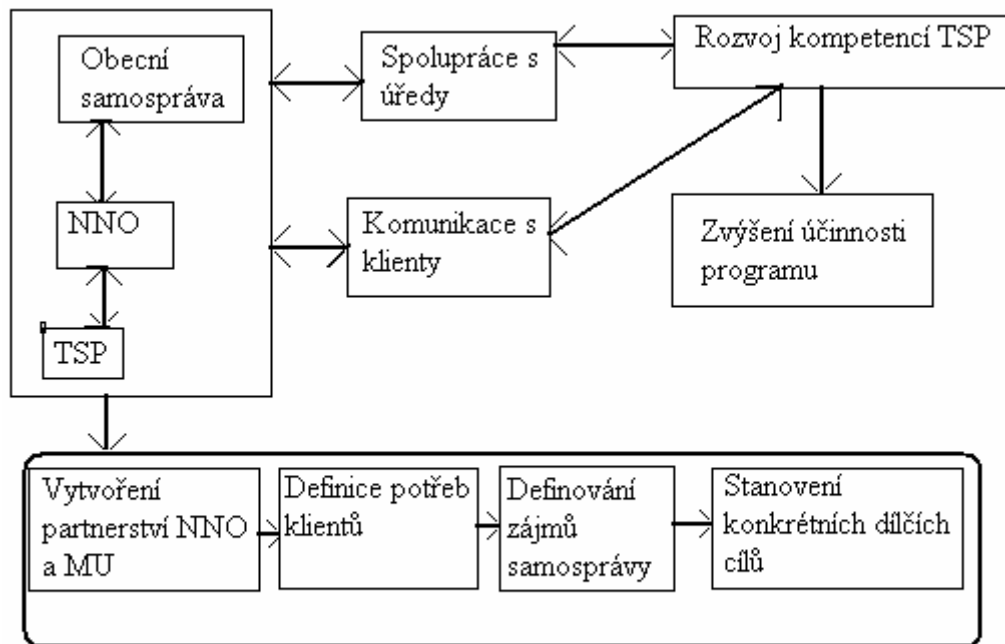 Obecní
samospráva
NNO
TSP
Spolupráce s
úředy
Komunikace s
klienty
Rozvoj kompetencí TSP
Zvýšení účinnosti
programu
Vytvoření
partnerství NNO
a MU
Definice potřeb
klientů
Definování
zájmů
samosprávy
Stanovení
konkrétních dílčích
cílů